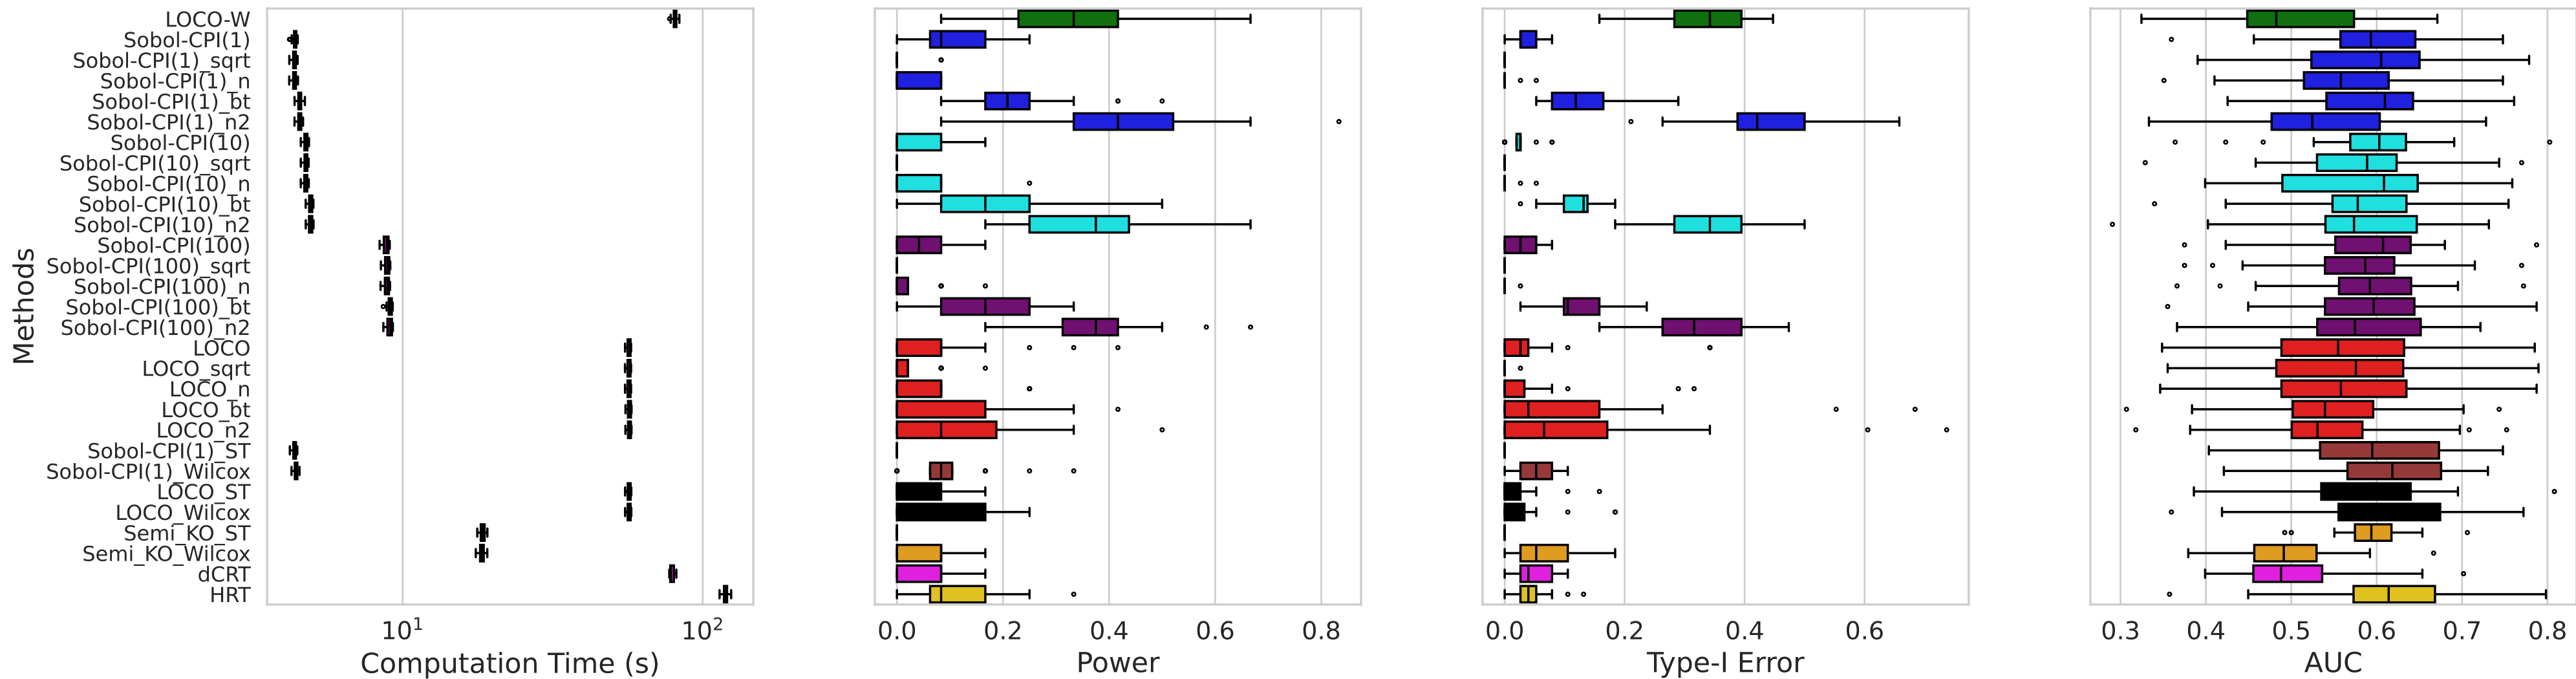 Methods
LOCO-W
Sobol-CPI(1)
Sobol-CPI(1)_sqrt
Sobol-CPI(1)_n
Sobol-CPI(1)_bt
Sobol-CPI(1)_n2
Sobol-CPI(10)
Sobol-CPI(10)_sqrt
Sobol-CPI(10)_n
Sobol-CPI(10)_bt
Sobol-CPI(10)_n2
Sobol-CPI(100)
Sobol-CPI(100)_sqrt
Sobol-CPI(100)_n
Sobol-CPI(100)_bt
Sobol-CPI(100)_n2
LOCO
LOCO_sqrt
LOCO_n
LOCO_bt
LOCO_n2
Sobol-CPI(1)_ST
Sobol-CPI(1)_Wilcox
LOCO_ST
LOCO_Wilcox
Semi_KO_ST
Semi_KO_Wilcox
dCRT
HRT
10¹ 10²
Computation Time (s)
0.0 0.2 0.4 0.6 0.8
Power
0.0 0.2 0.4 0.6
Type-I Error
0.3 0.4 0.5 0.6 0.7 0.8
AUC